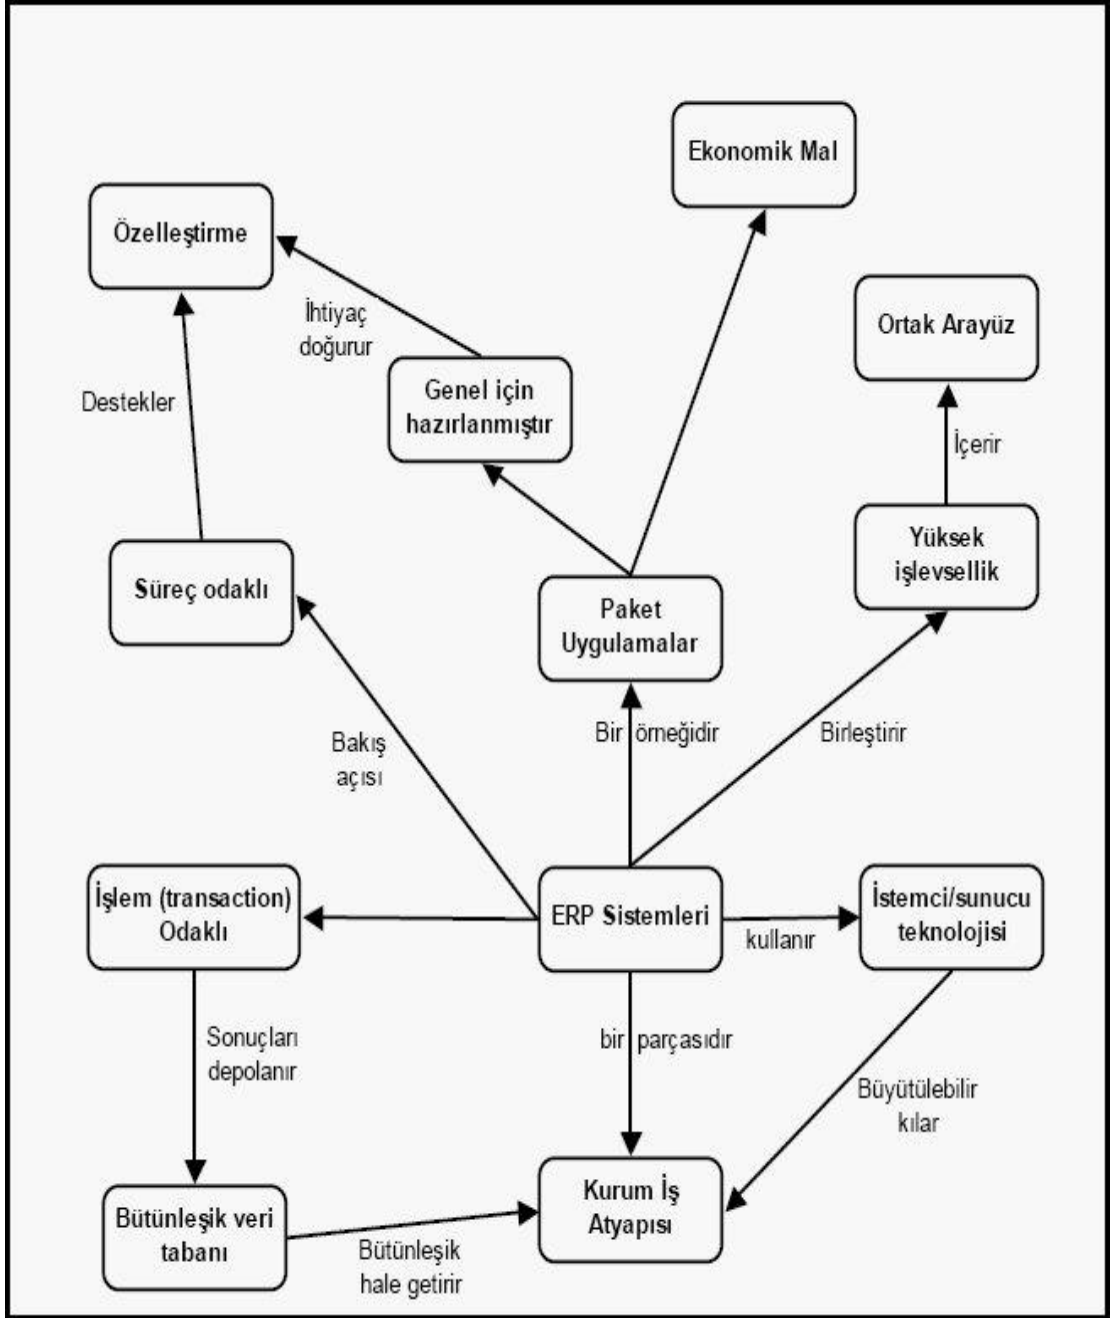 Ekonomik Mal
Özelleştirme
Ortak Arayüz
İhtiyaç
doğurur
Genel için
hazırlanmıştır
Destekler
İçerir
Yüksek
işlevsellik
Süreç odaklı
Paket
Uygulamalar
Bakış
açısı
Bir örneğidir
Birleştirir
İşlem (transaction)
Odaklı
ERP Sistemleri
kullanır
İstemci/sunucu
teknolojisi
Sonuçları
depolanır
bir parçasıdır
Büyütülebilir
kılar
Bütünleşik veri
tabanı
Bütünleşik
hale getirir
Kurum İş
Atyapısı